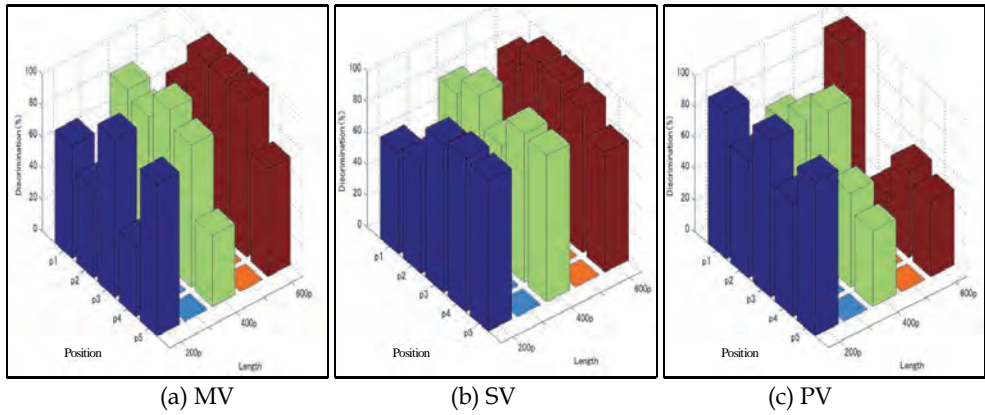 100
80
60
40
20
0
Discrimination(%)
p1
p2
p3
p4
p5
200p
400p
600p
Position
Length
(a) MV
100
80
60
40
20
0
Discrimination(%)
p1
p2
p3
p4
p5
200p
400p
600p
Position
Length
(b) SV
100
80
60
40
20
0
Discrimination(%)
p1
p2
p3
p4
p5
200p
400p
600p
Position
Length
(c) PV